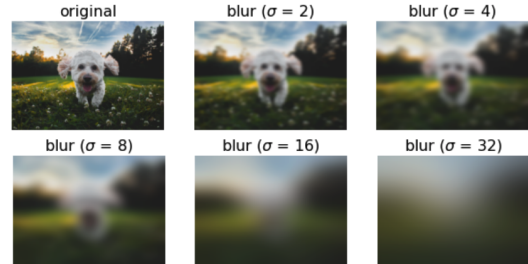 original
blur (σ = 2)
blur (σ = 4)
blur (σ = 8)
blur (σ = 16)
blur (σ = 32)